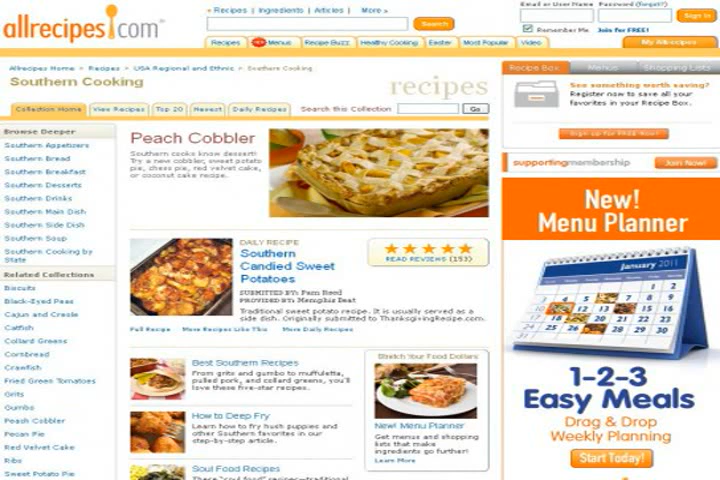 allrecipes.com
Recipes | Ingredients | Articles | More
Search
Email or User Name Password (forgot?)
Sign In
Remember Me Join for FREE!
Recipes Menus Recipe Buzz Healthy Cooking Easter Most Popular Video
My Allrecipes
Allrecipes Home > Recipes > USA Regional and Ethnic > Southern Cooking
Southern Cooking
recipes
Collection Home View Recipes Top 20 Newest Daily Recipes Search this Collection Go
Browse Deeper
Southern Appetizers
Southern Bread
Southern Breakfast
Southern Desserts
Southern Drinks
Southern Main Dish
Southern Side Dish
Southern Soup
Southern Cooking by
State
Related Collections
Biscuits
Black-Eyed Peas
Cajun and Creole
Catfish
Collard Greens
Cornbread
Crawfish
Fried Green Tomatoes
Grits
Gumbo
Peach Cobbler
Pecan Pie
Red Velvet Cake
Ribs
Sweet Potato Pie
Peach Cobbler
Southern cooks know dessert!
Try a new cobbler, sweet potato
pie, chess pie, red velvet cake,
or coconut cake recipe.
DAILY RECIPE
Southern
Candied Sweet
Potatoes
READ REVIEWS (153)
SUBMITTED BY: Pam Reed
PROVIDED BY: Memphis Beat
Traditional sweet potato recipe. It is usually served as a
side dish. Originally submitted to ThanksgivingRecipe.com.
Full Recipe More Recipes Like This More Daily Recipes
Best Southern Recipes
From grits and gumbo to muffuletta,
pulled pork, and collard greens, you'll
love these five-star recipes.
How to Deep Fry
Learn how to fry hush puppies and
other Southern favorites in our
step-by-step article.
Soul Food Recipes
These "soul food" recipes—traditional
Stretch Your Food Dollars
New! Menu Planner
Get menus and shopping
lists that make
ingredients go further!
Learn More
Recipe Box Menus Shopping Lists
See something worth saving?
Register now to save all your
favorites in your Recipe Box.
Sign up for FREE Now!
supportingmembership Join Now!
New!
Menu Planner
January 2011
1-2-3
Easy Meals
Drag & Drop
Weekly Planning
Start Today!